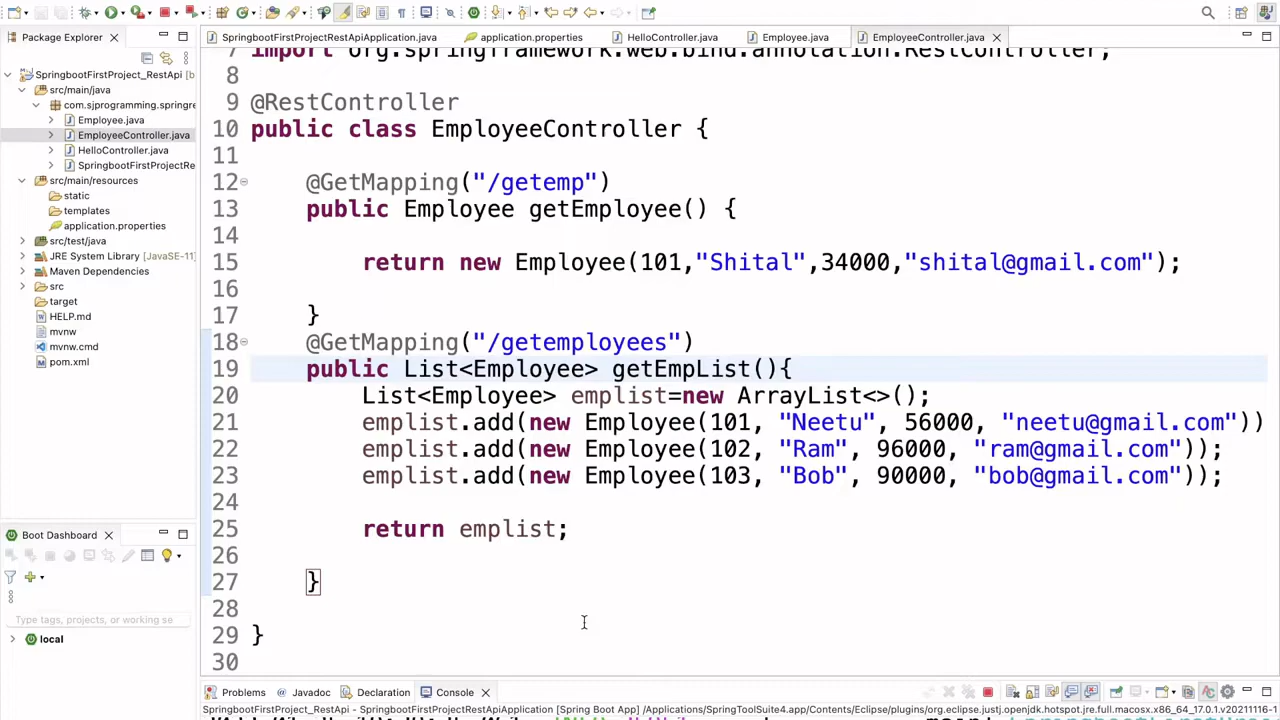 Package Explorer
SpringbootFirstProjectRestApiApplication.java
application.properties
HelloController.java
Employee.java
EmployeeController.java
SpringbootFirstProject_RestApi [b
src/main/java
com.sjprogramming.springre
Employee.java
EmployeeController.java
HelloController.java
SpringbootFirstProjectRe
src/main/resources
static
templates
application.properties
src/test/java
JRE System Library [JavaSE-11]
Maven Dependencies
src
target
HELP.md
mvnw
mvnw.cmd
pom.xml
7 import org.springframework.web.bind.annotation.RestController;
8
9 @RestController
10 public class EmployeeController {
11
12 @GetMapping("/getemp")
13 public Employee getEmployee() {
14
15 return new Employee(101,"Shital",34000,"shital@gmail.com");
16
17 }
18 @GetMapping("/getemployees")
19 public List<Employee> getEmpList(){
20 List<Employee> emplist=new ArrayList<>();
21 emplist.add(new Employee(101, "Neetu", 56000, "neetu@gmail.com"))
22 emplist.add(new Employee(102, "Ram", 96000, "ram@gmail.com"));
23 emplist.add(new Employee(103, "Bob", 90000, "bob@gmail.com"));
24
25 return emplist;
26
27 }
28
29 }
30
Boot Dashboard
Type tags, projects, or working se
local
Problems
Javadoc
Declaration
Console
SpringbootFirstProject_RestApi - SpringbootFirstProjectRestApiApplication [Spring Boot App] /Applications/SpringToolSuite4.app/Contents/Eclipse/plugins/org.eclipse.justj.openjdk.hotspot.jre.full.macosx.x86_64_17.0.1.v20211116-1